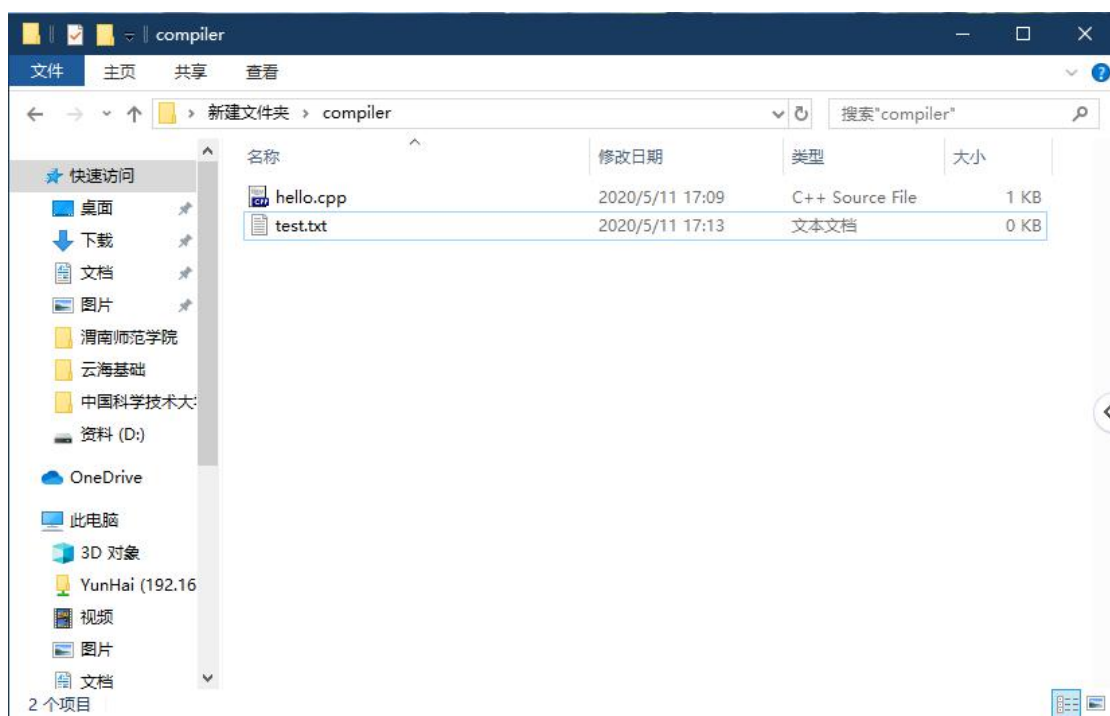 compiler
文件 主页 共享 查看
新建文件夹 › compiler 搜索"compiler"
名称 修改日期 类型 大小
快速访问
hello.cpp 2020/5/11 17:09 C++ Source File 1 KB
桌面
test.txt 2020/5/11 17:13 文本文档 0 KB
下载
文档
图片
渭南师范学院
云海基础
中国科学技术大
资料 (D:)
OneDrive
此电脑
3D 对象
YunHai (192.16
视频
图片
文档
2 个项目